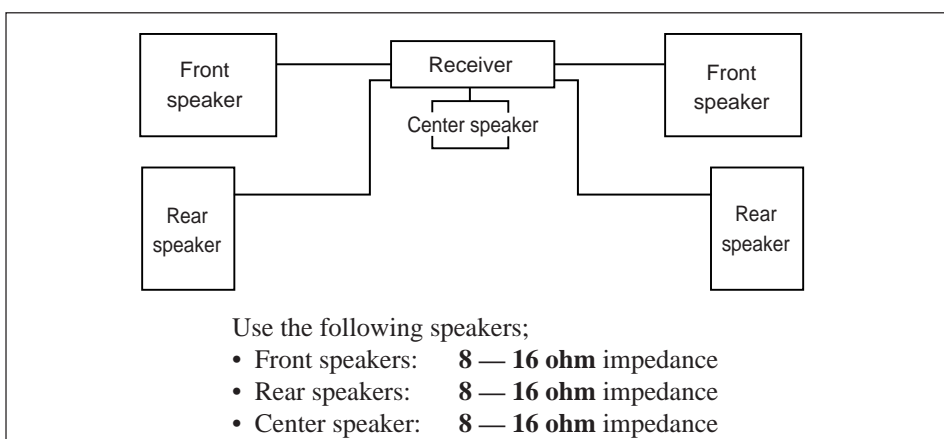 Front
speaker
Receiver
Center speaker
Front
speaker
Rear
speaker
Rear
speaker
Use the following speakers;
• Front speakers: 8 — 16 ohm impedance
• Rear speakers: 8 — 16 ohm impedance
• Center speaker: 8 — 16 ohm impedance